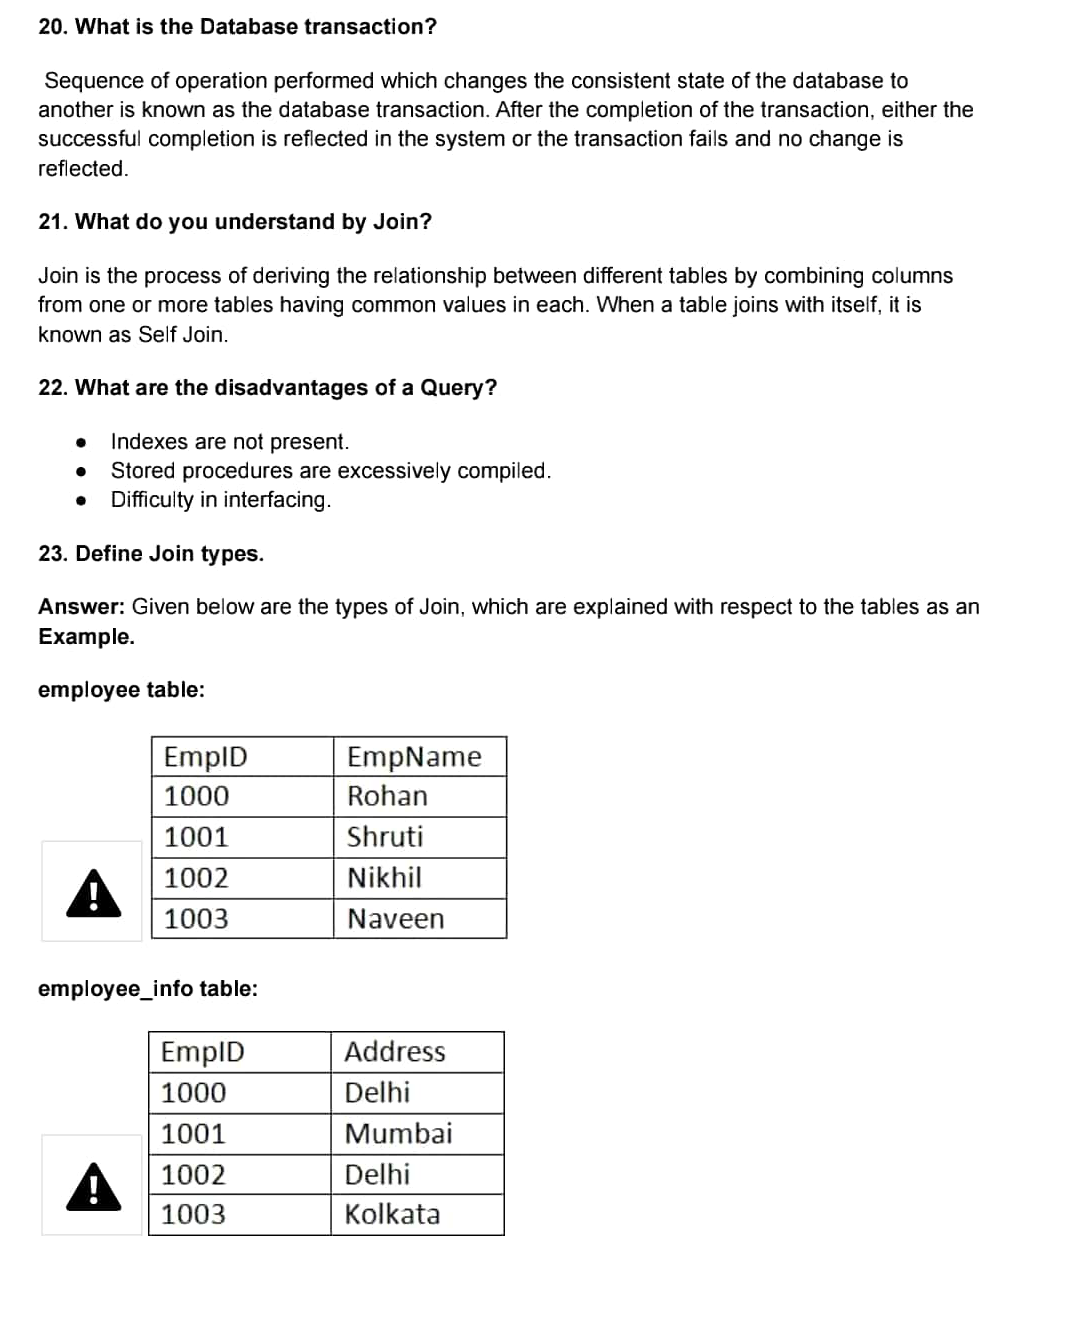 20. What is the Database transaction?
Sequence of operation performed which changes the consistent state of the database to
another is known as the database transaction. After the completion of the transaction, either the
successful completion is reflected in the system or the transaction fails and no change is
reflected.
21. What do you understand by Join?
Join is the process of deriving the relationship between different tables by combining columns
from one or more tables having common values in each. When a table joins with itself, it is
known as Self Join.
22. What are the disadvantages of a Query?
● Indexes are not present.
● Stored procedures are excessively compiled.
● Difficulty in interfacing.
23. Define Join types.
Answer: Given below are the types of Join, which are explained with respect to the tables as an
Example.
employee table:
EmpID EmpName
1000 Rohan
1001 Shruti
1002 Nikhil
1003 Naveen
employee_info table:
EmpID Address
1000 Delhi
1001 Mumbai
1002 Delhi
1003 Kolkata